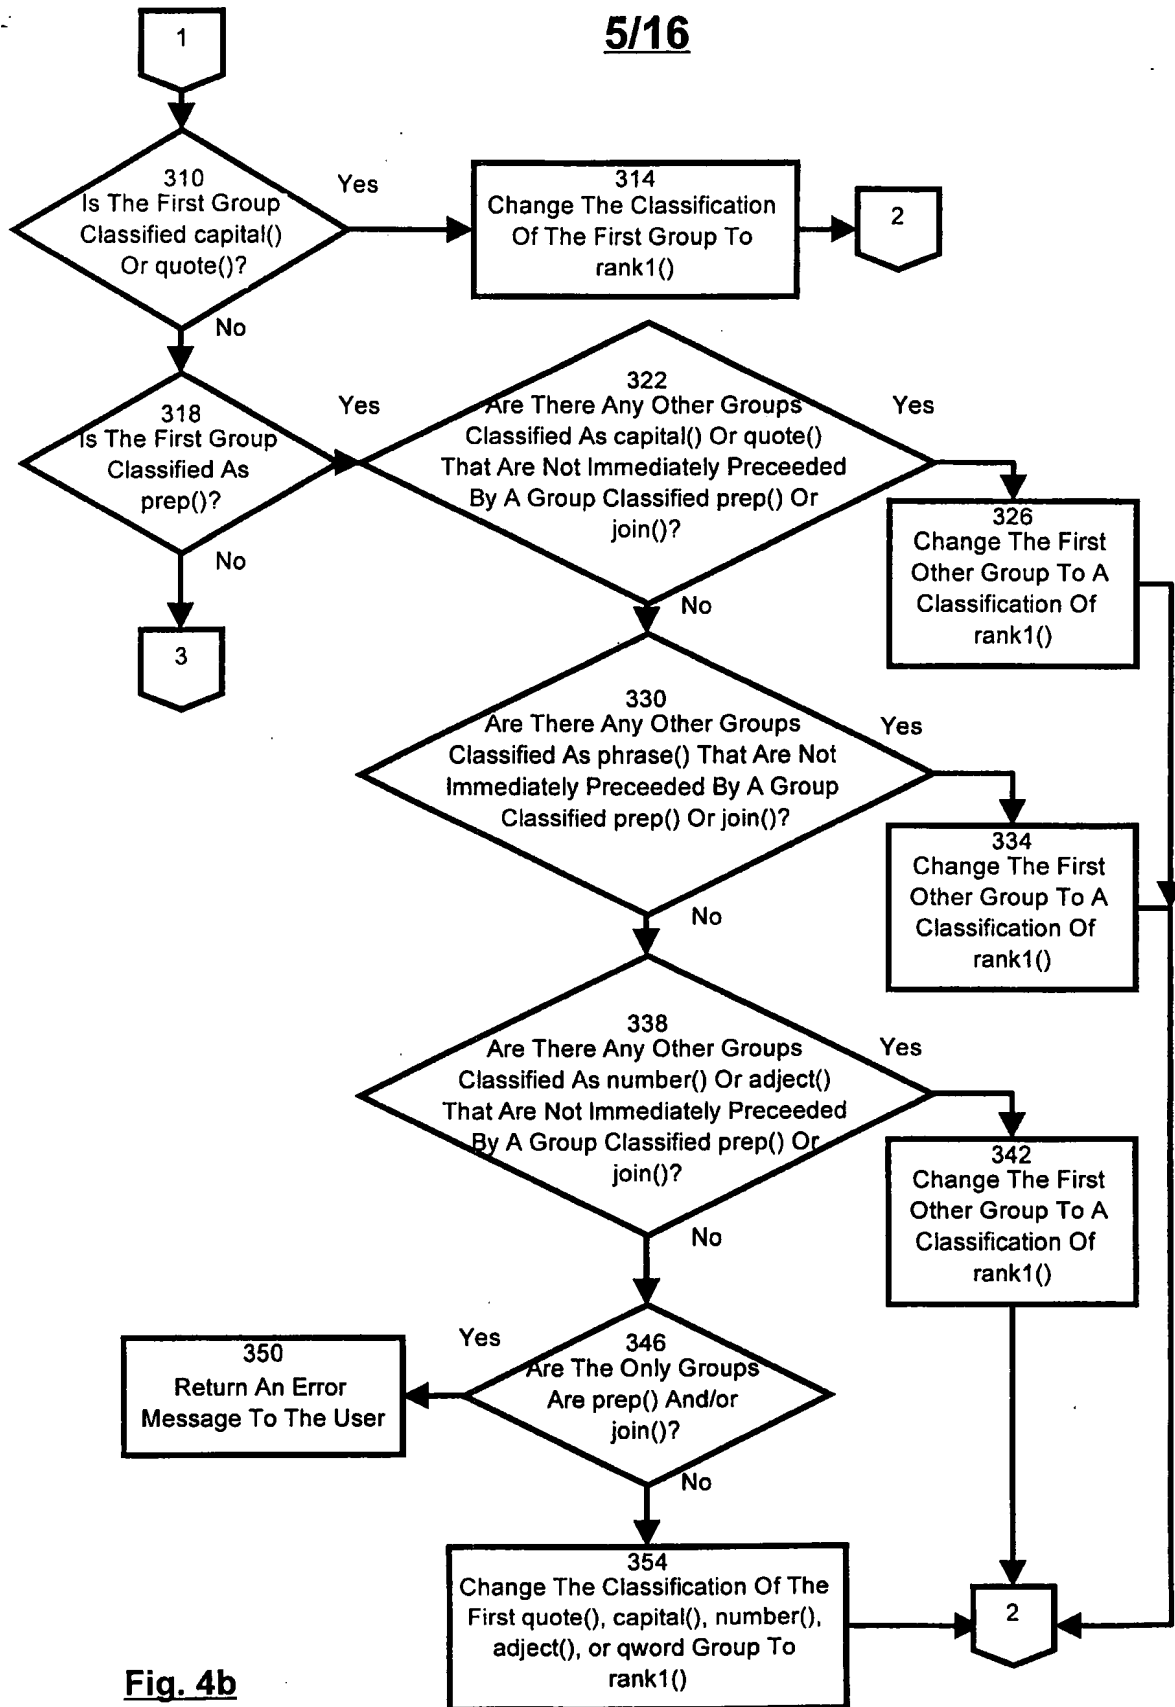 5/16
1
310
Is The First Group
Classified capital()
Or quote()?
Yes
314
Change The Classification
Of The First Group To
rank1()
2
No
318
Is The First Group
Classified As
prep()?
Yes
322
Are There Any Other Groups
Classified As capital() Or quote()
That Are Not Immediately Preceeded
By A Group Classified prep() Or
join()?
Yes
326
Change The First
Other Group To A
Classification Of
rank1()
No
3
No
330
Are There Any Other Groups
Classified As phrase() That Are Not
Immediately Preceeded By A Group
Classified prep() Or join()?
Yes
334
Change The First
Other Group To A
Classification Of
rank1()
No
338
Are There Any Other Groups
Classified As number() Or adject()
That Are Not Immediately Preceeded
By A Group Classified prep() Or
join()?
Yes
342
Change The First
Other Group To A
Classification Of
rank1()
No
346
Are The Only Groups
Are prep() And/or
join()?
Yes
350
Return An Error
Message To The User
No
354
Change The Classification Of The
First quote(), capital(), number(),
adject(), or qword Group To
rank1()
2
Fig. 4b